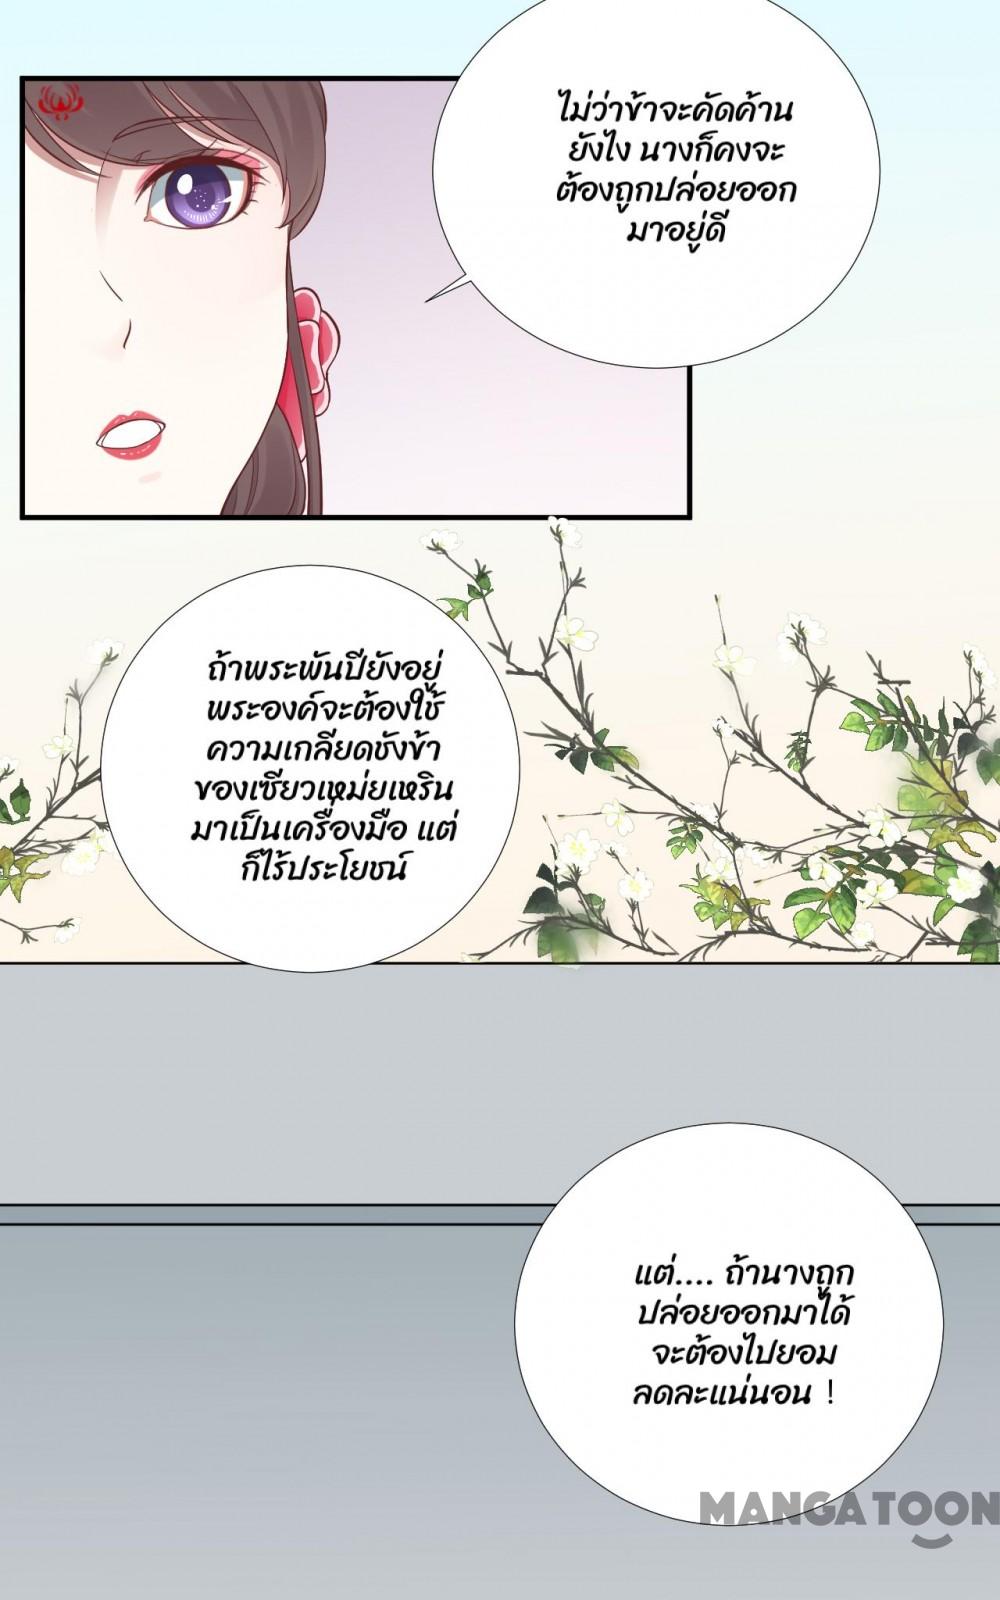 ไม่ว่าข้าจะคัดค้าน
ยังไง นางก็คงจะ
ต้องถูกปล่อยออก
มาอยู่ดี
ถ้าพระพันปียังอยู่
พระองค์จะต้องใช้
ความเกลียดชังข้า
ของเซียวเหม่ยเหริน
มาเป็นเครื่องมือ แต่
ก็ไร้ประโยชน์
แต่.... ถ้านางถูก
ปล่อยออกมาได้
จะต้องไปยอม
ลดละแน่นอน !
MANGATOON